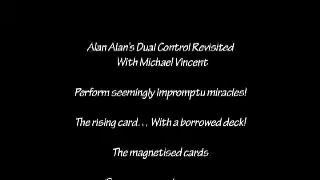 Alan Alan's Dual Control Revisited
With Michael Vincent
Perform seemingly impromptu miracles!
The rising card... With a borrowed deck!
The magnetised cards